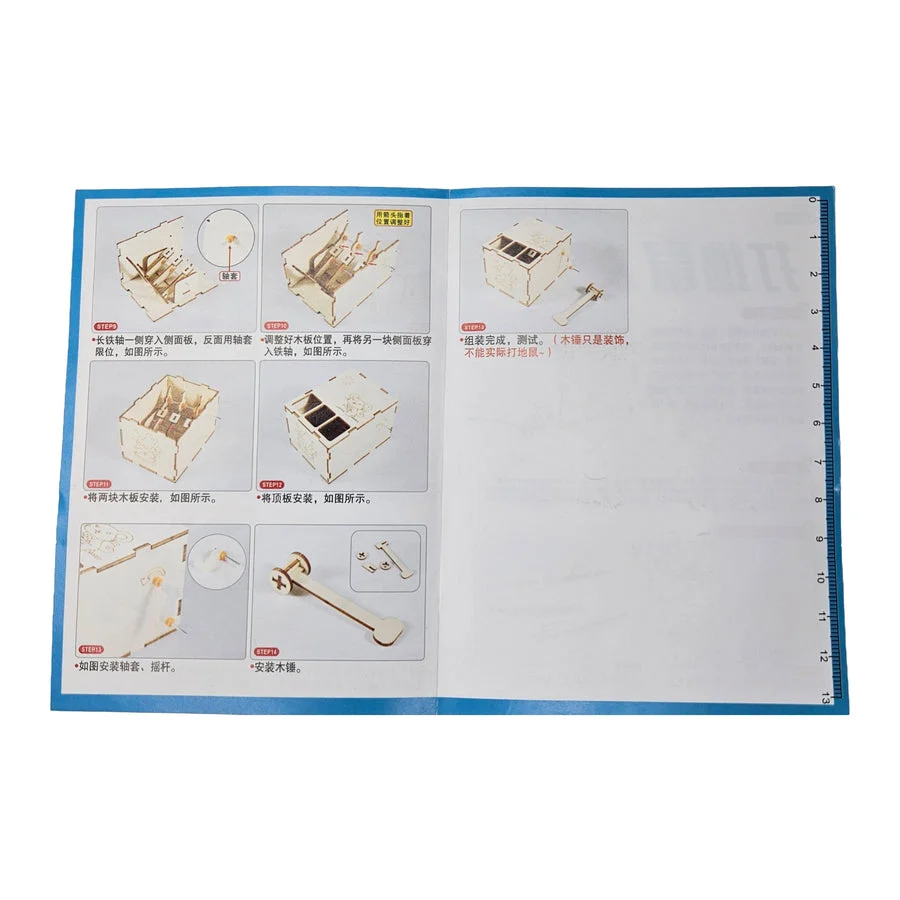 轴套
STEP9
•长铁轴一侧穿入侧面板，反面用轴套
限位，如图所示。
用箭头指着
位置调整好
STEP10
•调整好木板位置，再将另一块侧面板穿
入铁轴，如图所示。
STEP11
•将两块木板安装，如图所示。
STEP12
•将顶板安装，如图所示。
STEP13
•如图安装轴套、摇杆。
STEP14
•安装木锤。
•组装完成，测试。（木锤只是装饰，
不能实际打地鼠~）
0
1
2
3
4
5
6
7
8
9
10
11
12
13